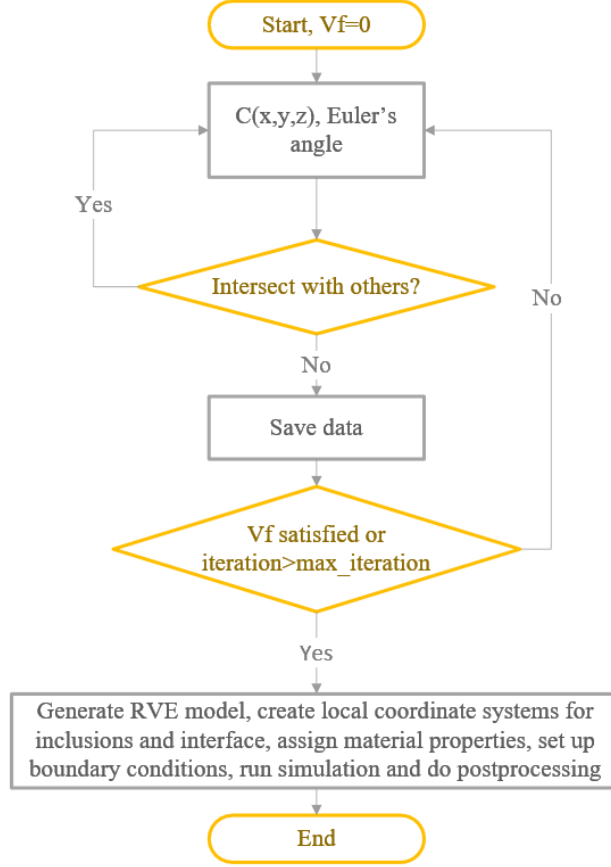 Start, Vf=0
C(x,y,z), Euler's
angle
Yes
Intersect with others?
No
No
Save data
Vf satisfied or
iteration>max_iteration
Yes
Generate RVE model, create local coordinate systems for
inclusions and interface, assign material properties, set up
boundary conditions, run simulation and do postprocessing
End